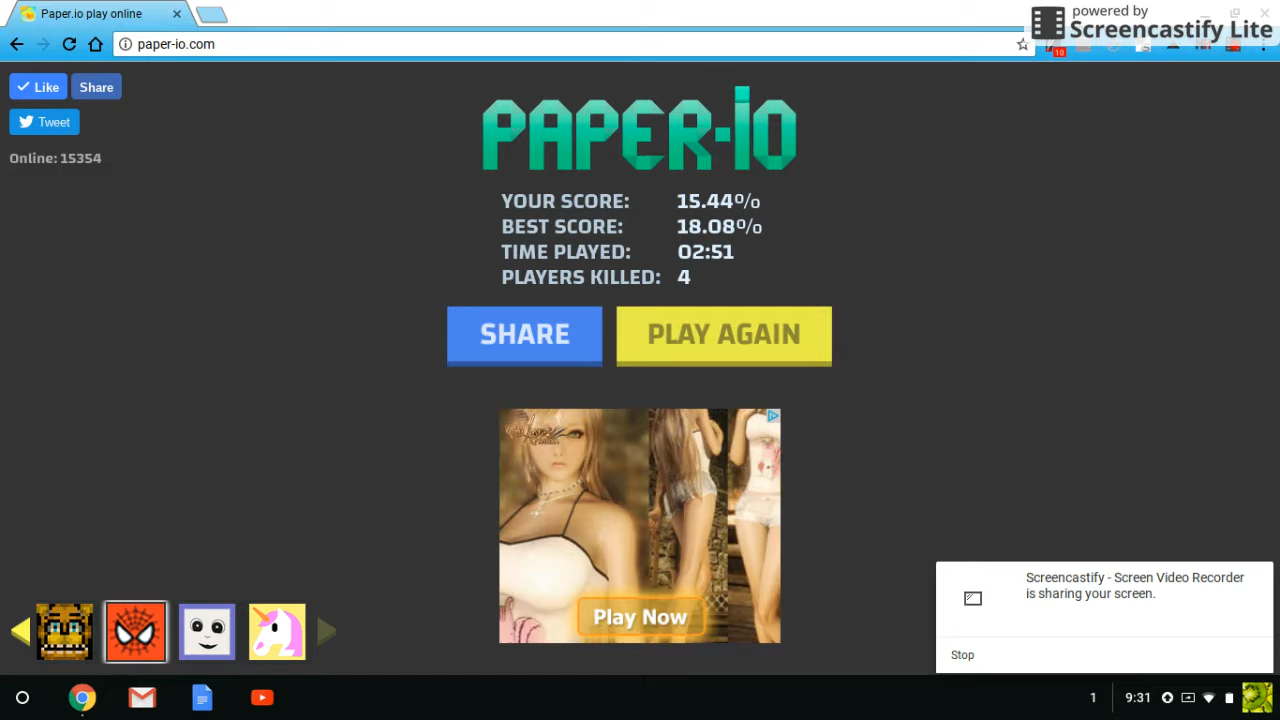 Paper.io play online
powered by
Screencastify Lite
paper-io.com
10
Like
Share
Tweet
Online: 15354
PAPER-IO
YOUR SCORE: 15.44%
BEST SCORE: 18.08%
TIME PLAYED: 02:51
PLAYERS KILLED: 4
SHARE
PLAY AGAIN
Play Now
Screencastify - Screen Video Recorder
is sharing your screen.
Stop
1
9:31